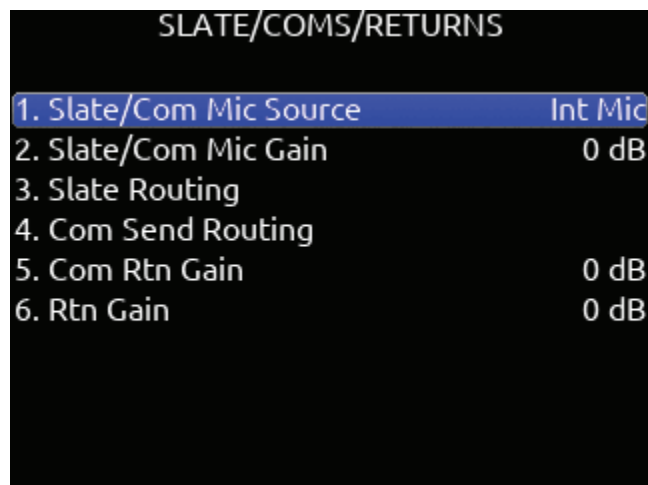 SLATE/COMS/RETURNS
1. Slate/Com Mic Source Int Mic
2. Slate/Com Mic Gain 0 dB
3. Slate Routing
4. Com Send Routing
5. Com Rtn Gain 0 dB
6. Rtn Gain 0 dB